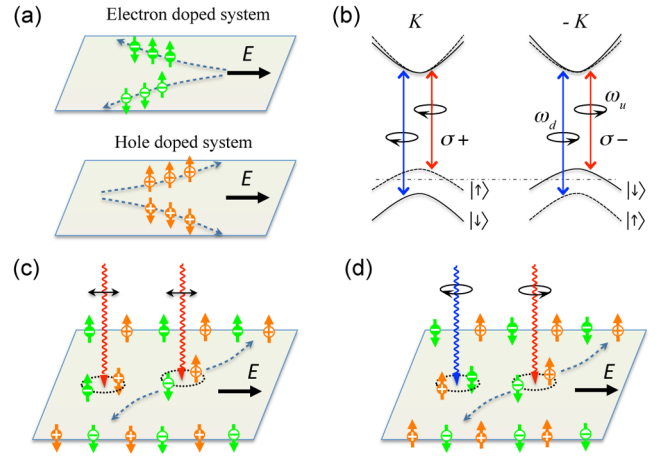 (a)
Electron doped system
E
Hole doped system
E
(b)
K
- K
ω_d
σ+
ω_u
σ−
|↑⟩
|↓⟩
|↓⟩
|↑⟩
(c)
E
(d)
E